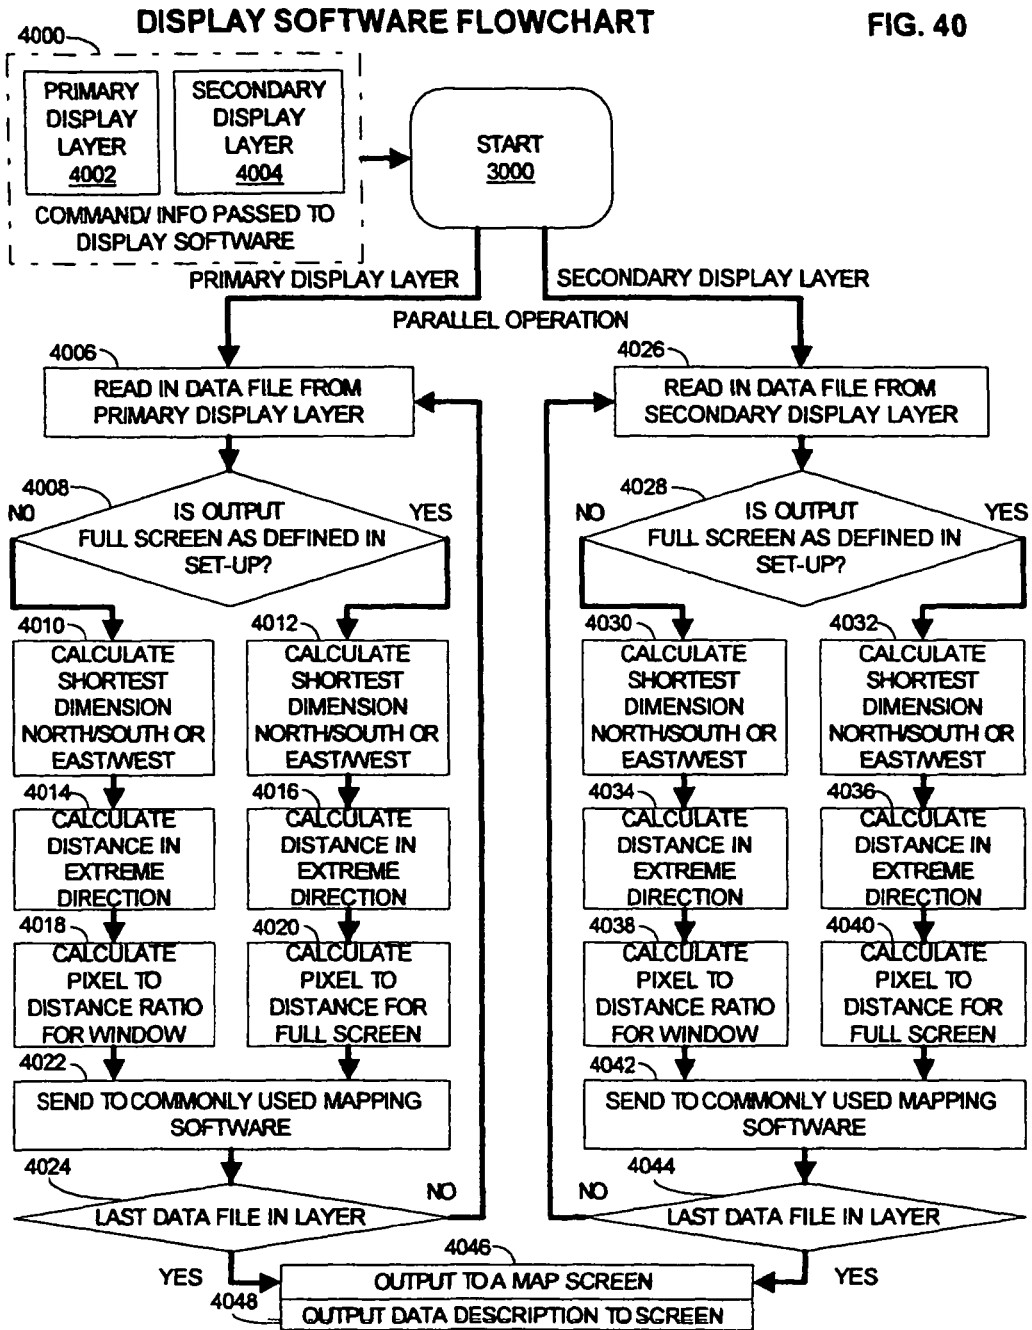 DISPLAY SOFTWARE FLOWCHART
FIG. 40
4000
PRIMARY
DISPLAY
LAYER
4002
SECONDARY
DISPLAY
LAYER
4004
COMMAND/ INFO PASSED TO
DISPLAY SOFTWARE
START
3000
PRIMARY DISPLAY LAYER
SECONDARY DISPLAY LAYER
PARALLEL OPERATION
4006
READ IN DATA FILE FROM
PRIMARY DISPLAY LAYER
4008
NO
YES
IS OUTPUT
FULL SCREEN AS DEFINED IN
SET-UP?
4010
CALCULATE
SHORTEST
DIMENSION
NORTH/SOUTH OR
EAST/WEST
4012
CALCULATE
SHORTEST
DIMENSION
NORTH/SOUTH OR
EAST/WEST
4014
CALCULATE
DISTANCE IN
EXTREME
DIRECTION
4016
CALCULATE
DISTANCE IN
EXTREME
DIRECTION
4018
CALCULATE
PIXEL TO
DISTANCE RATIO
FOR WINDOW
4020
CALCULATE
PIXEL TO
DISTANCE FOR
FULL SCREEN
4022
SEND TO COMMONLY USED MAPPING
SOFTWARE
4024
NO
LAST DATA FILE IN LAYER
YES
4026
READ IN DATA FILE FROM
SECONDARY DISPLAY LAYER
4028
NO
YES
IS OUTPUT
FULL SCREEN AS DEFINED IN
SET-UP?
4030
CALCULATE
SHORTEST
DIMENSION
NORTH/SOUTH OR
EAST/WEST
4032
CALCULATE
SHORTEST
DIMENSION
NORTH/SOUTH OR
EAST/WEST
4034
CALCULATE
DISTANCE IN
EXTREME
DIRECTION
4036
CALCULATE
DISTANCE IN
EXTREME
DIRECTION
4038
CALCULATE
PIXEL TO
DISTANCE RATIO
FOR WINDOW
4040
CALCULATE
PIXEL TO
DISTANCE FOR
FULL SCREEN
4042
SEND TO COMMONLY USED MAPPING
SOFTWARE
4044
NO
LAST DATA FILE IN LAYER
YES
4046
OUTPUT TO A MAP SCREEN
4048
OUTPUT DATA DESCRIPTION TO SCREEN